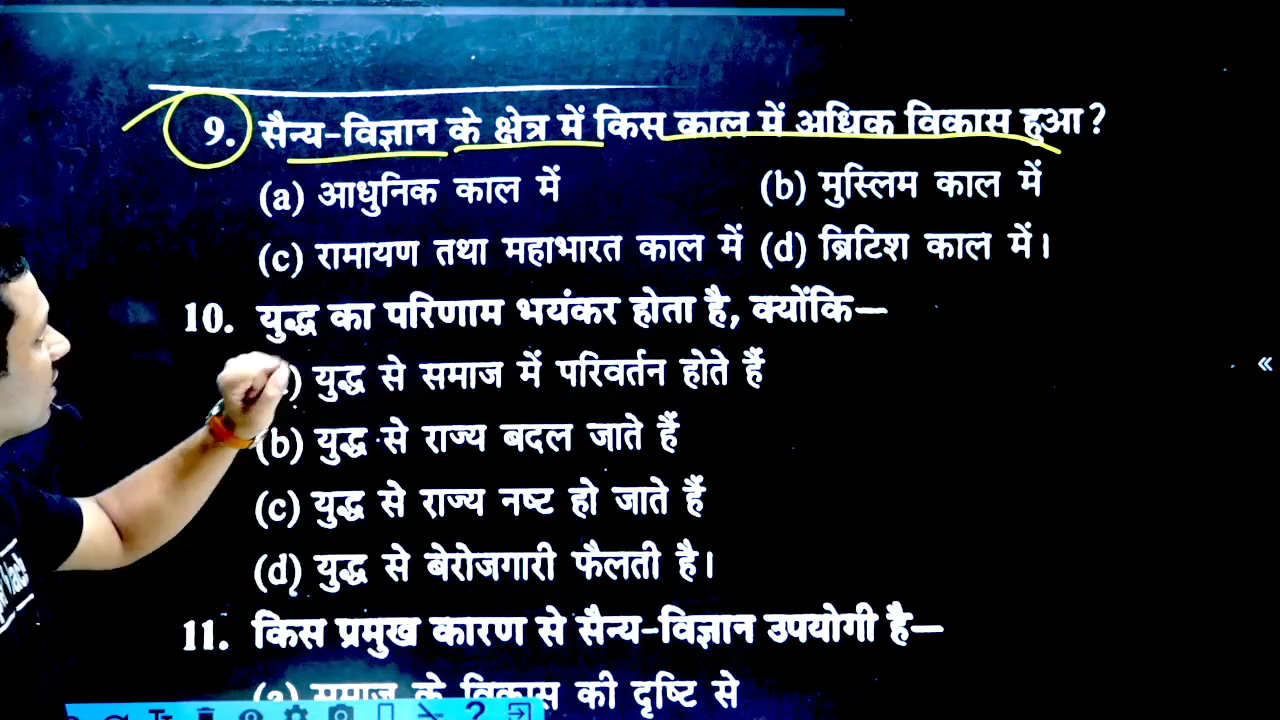 9. सैन्य-विज्ञान के क्षेत्र में किस काल में अधिक विकास हुआ?
(a) आधुनिक काल में (b) मुस्लिम काल में
(c) रामायण तथा महाभारत काल में (d) ब्रिटिश काल में।
10. युद्ध का परिणाम भयंकर होता है, क्योंकि—
) युद्ध से समाज में परिवर्तन होते हैं
(b) युद्ध से राज्य बदल जाते हैं
(c) युद्ध से राज्य नष्ट हो जाते हैं
(d) युद्ध से बेरोजगारी फैलती है।
11. किस प्रमुख कारण से सैन्य-विज्ञान उपयोगी है—
(a) समाज के विकास की दृष्टि से